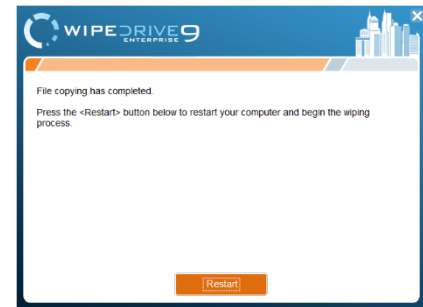 WIPEDRIVE9
ENTERPRISE
File copying has completed.
Press the <Restart> button below to restart your computer and begin the wiping
process.
Restart